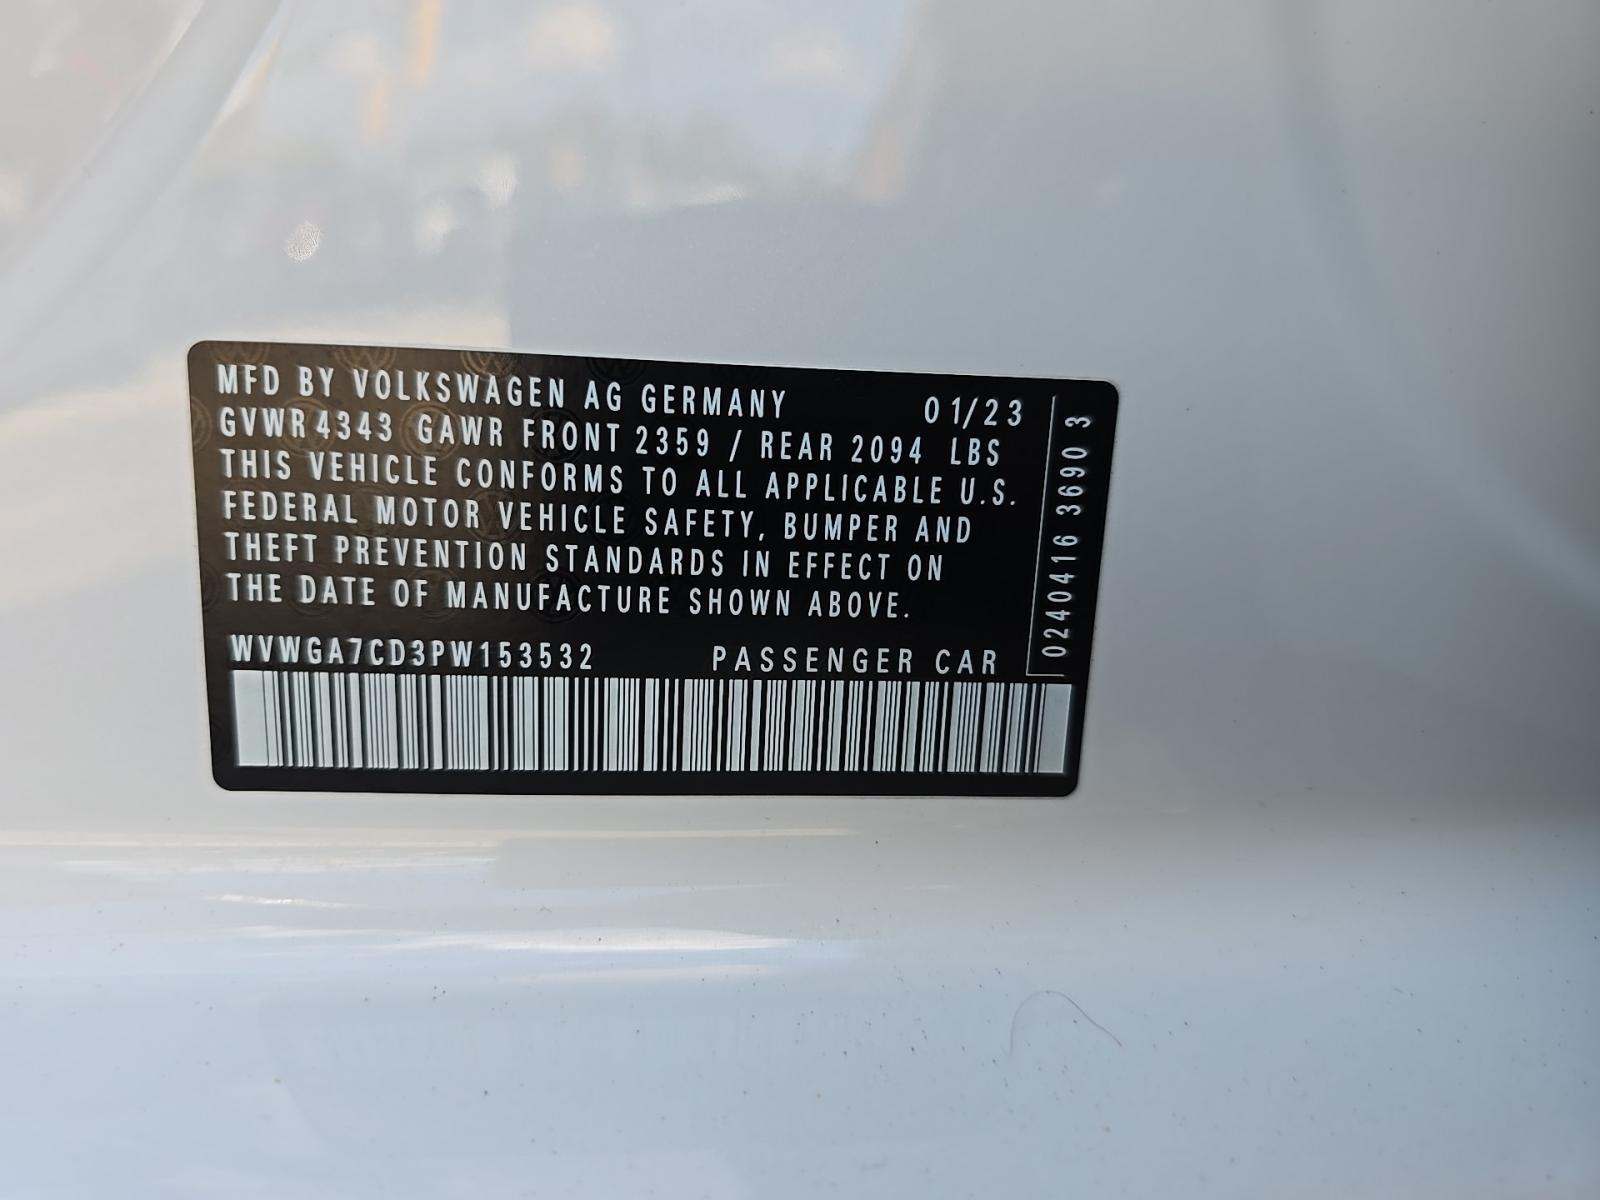 MFD BY VOLKSWAGEN AG GERMANY 01/23
GVWR 4343 GAWR FRONT 2359 / REAR 2094 LBS
THIS VEHICLE CONFORMS TO ALL APPLICABLE U.S.
FEDERAL MOTOR VEHICLE SAFETY, BUMPER AND
THEFT PREVENTION STANDARDS IN EFFECT ON
THE DATE OF MANUFACTURE SHOWN ABOVE.
WVWGA7CD3PW153532 PASSENGER CAR
0240416 3690 3